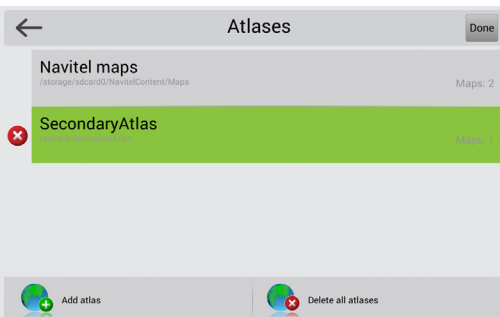 Atlases
Done
Navitel maps
/storage/sdcard0/NavitelContent/Maps
Maps: 2
SecondaryAtlas
Maps: 1
Add atlas
Delete all atlases